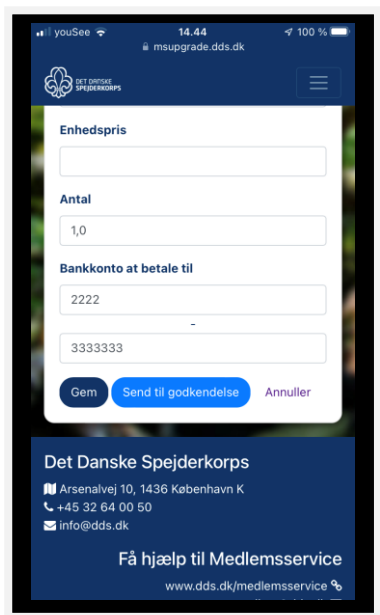 youSee 14.44 100 %
msupgrade.dds.dk
DET DANSKE
SPEJDERKORPS
Enhedspris
Antal
1,0
Bankkonto at betale til
2222
-
3333333
Gem Send til godkendelse Annuller
Det Danske Spejderkorps
Arsenalvej 10, 1436 København K
+45 32 64 00 50
info@dds.dk
Få hjælp til Medlemsservice
www.dds.dk/medlemsservice